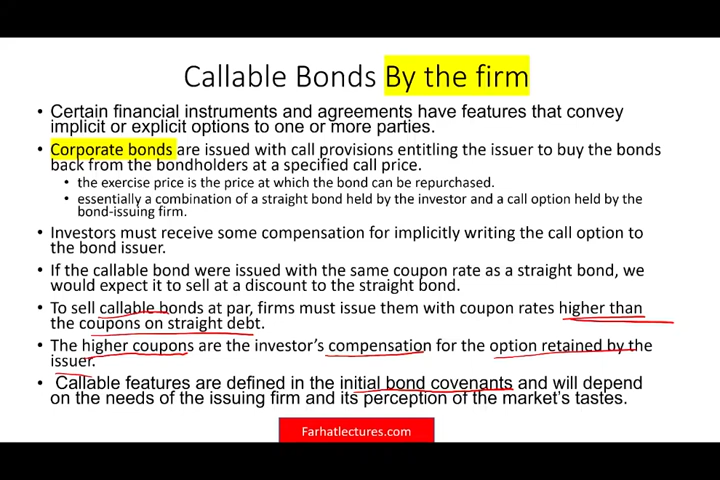 Callable Bonds By the firm
• Certain financial instruments and agreements have features that convey
implicit or explicit options to one or more parties.
• Corporate bonds are issued with call provisions entitling the issuer to buy the bonds
back from the bondholders at a specified call price.
• the exercise price is the price at which the bond can be repurchased.
• essentially a combination of a straight bond held by the investor and a call option held by the
bond-issuing firm.
• Investors must receive some compensation for implicitly writing the call option to
the bond issuer.
• If the callable bond were issued with the same coupon rate as a straight bond, we
would expect it to sell at a discount to the straight bond.
• To sell callable bonds at par, firms must issue them with coupon rates higher than
the coupons on straight debt.
• The higher coupons are the investor's compensation for the option retained by the
issuer.
• Callable features are defined in the initial bond covenants and will depend
on the needs of the issuing firm and its perception of the market's tastes.
Farhatlectures.com